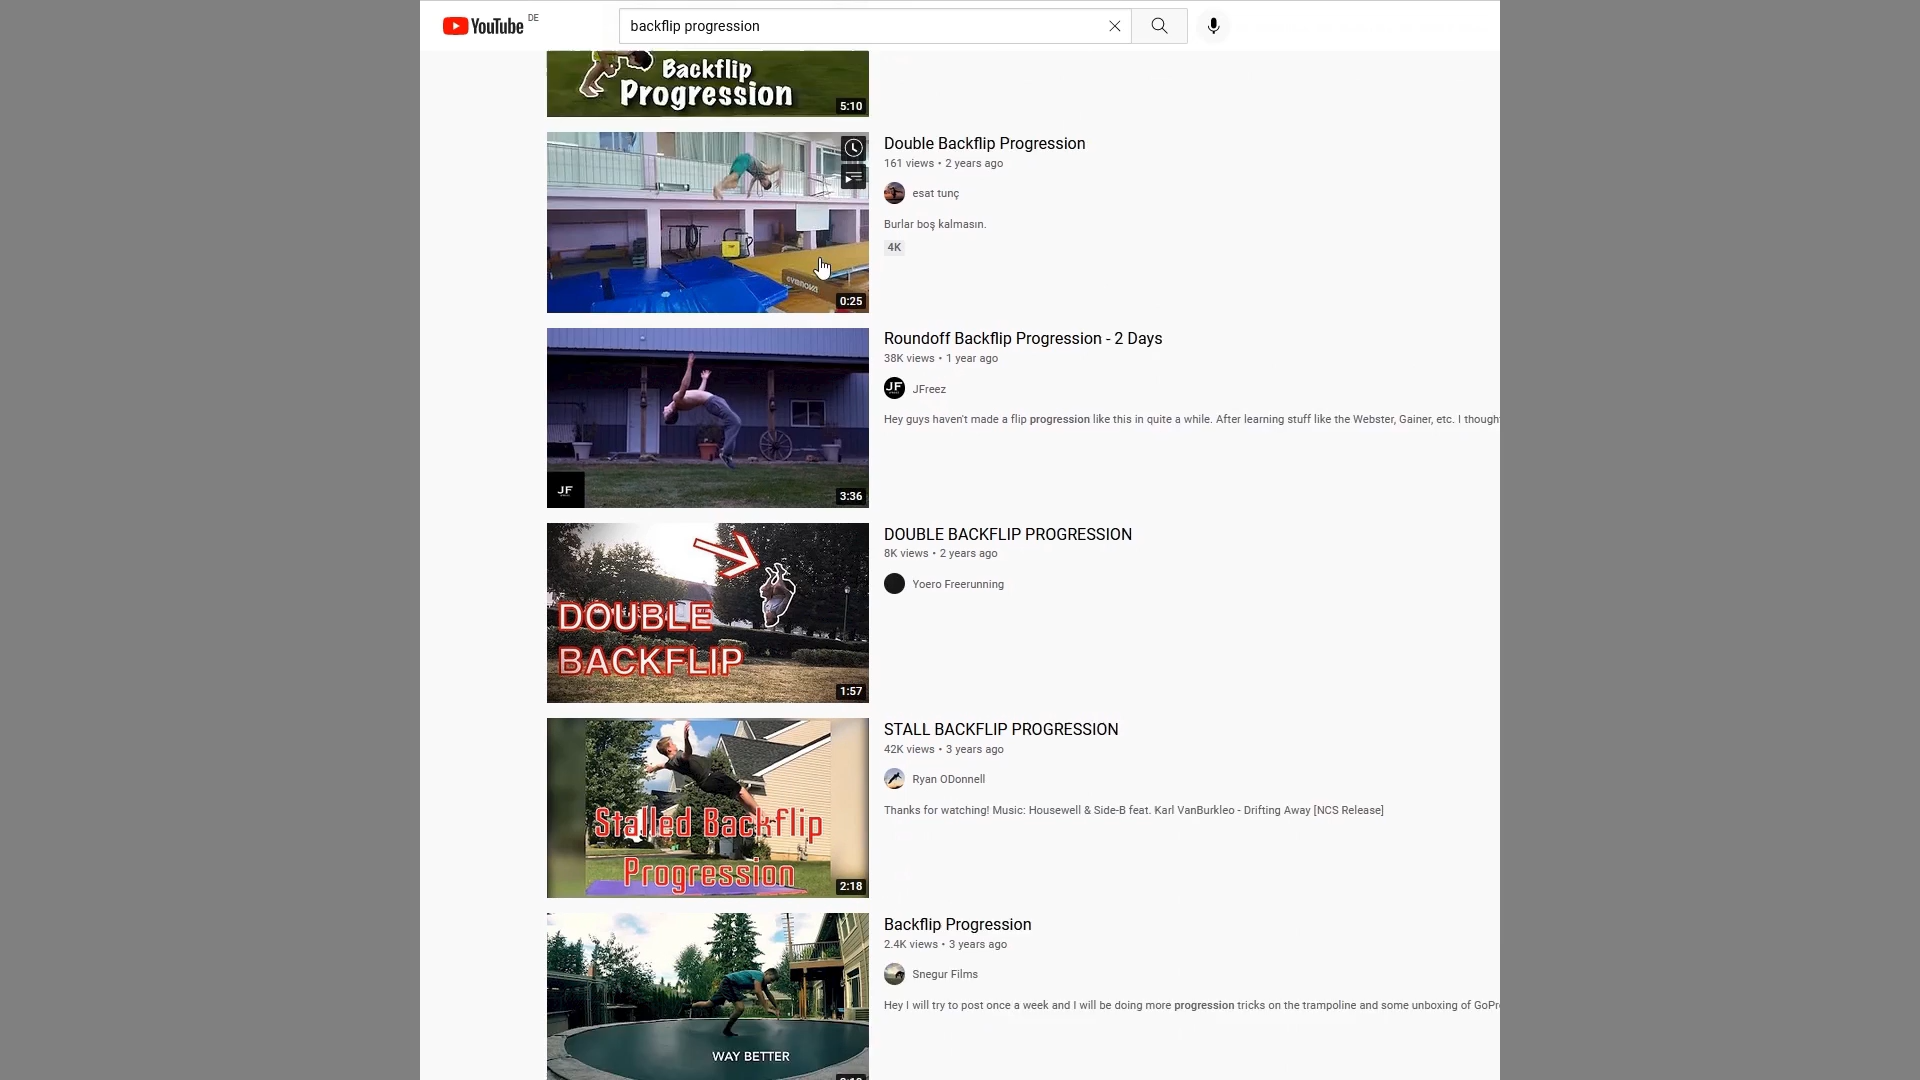 YouTube DE
backflip progression
Backflip
Progression
5:10
Double Backflip Progression
161 views • 2 years ago
esat tunç
Burlar boş kalmasın.
4K
GYMNOVA
0:25
Roundoff Backflip Progression - 2 Days
38K views • 1 year ago
JF
JFreez
Hey guys haven't made a flip progression like this in quite a while. After learning stuff like the Webster, Gainer, etc. I though
JF
3:36
DOUBLE BACKFLIP PROGRESSION
8K views • 2 years ago
Yoero Freerunning
DOUBLE
BACKFLIP
1:57
STALL BACKFLIP PROGRESSION
42K views • 3 years ago
Ryan ODonnell
Thanks for watching! Music: Housewell & Side-B feat. Karl VanBurkleo - Drifting Away [NCS Release]
Stalled Backflip
Progression
2:18
Backflip Progression
2.4K views • 3 years ago
Snegur Films
Hey I will try to post once a week and I will be doing more progression tricks on the trampoline and some unboxing of GoPr
WAY BETTER